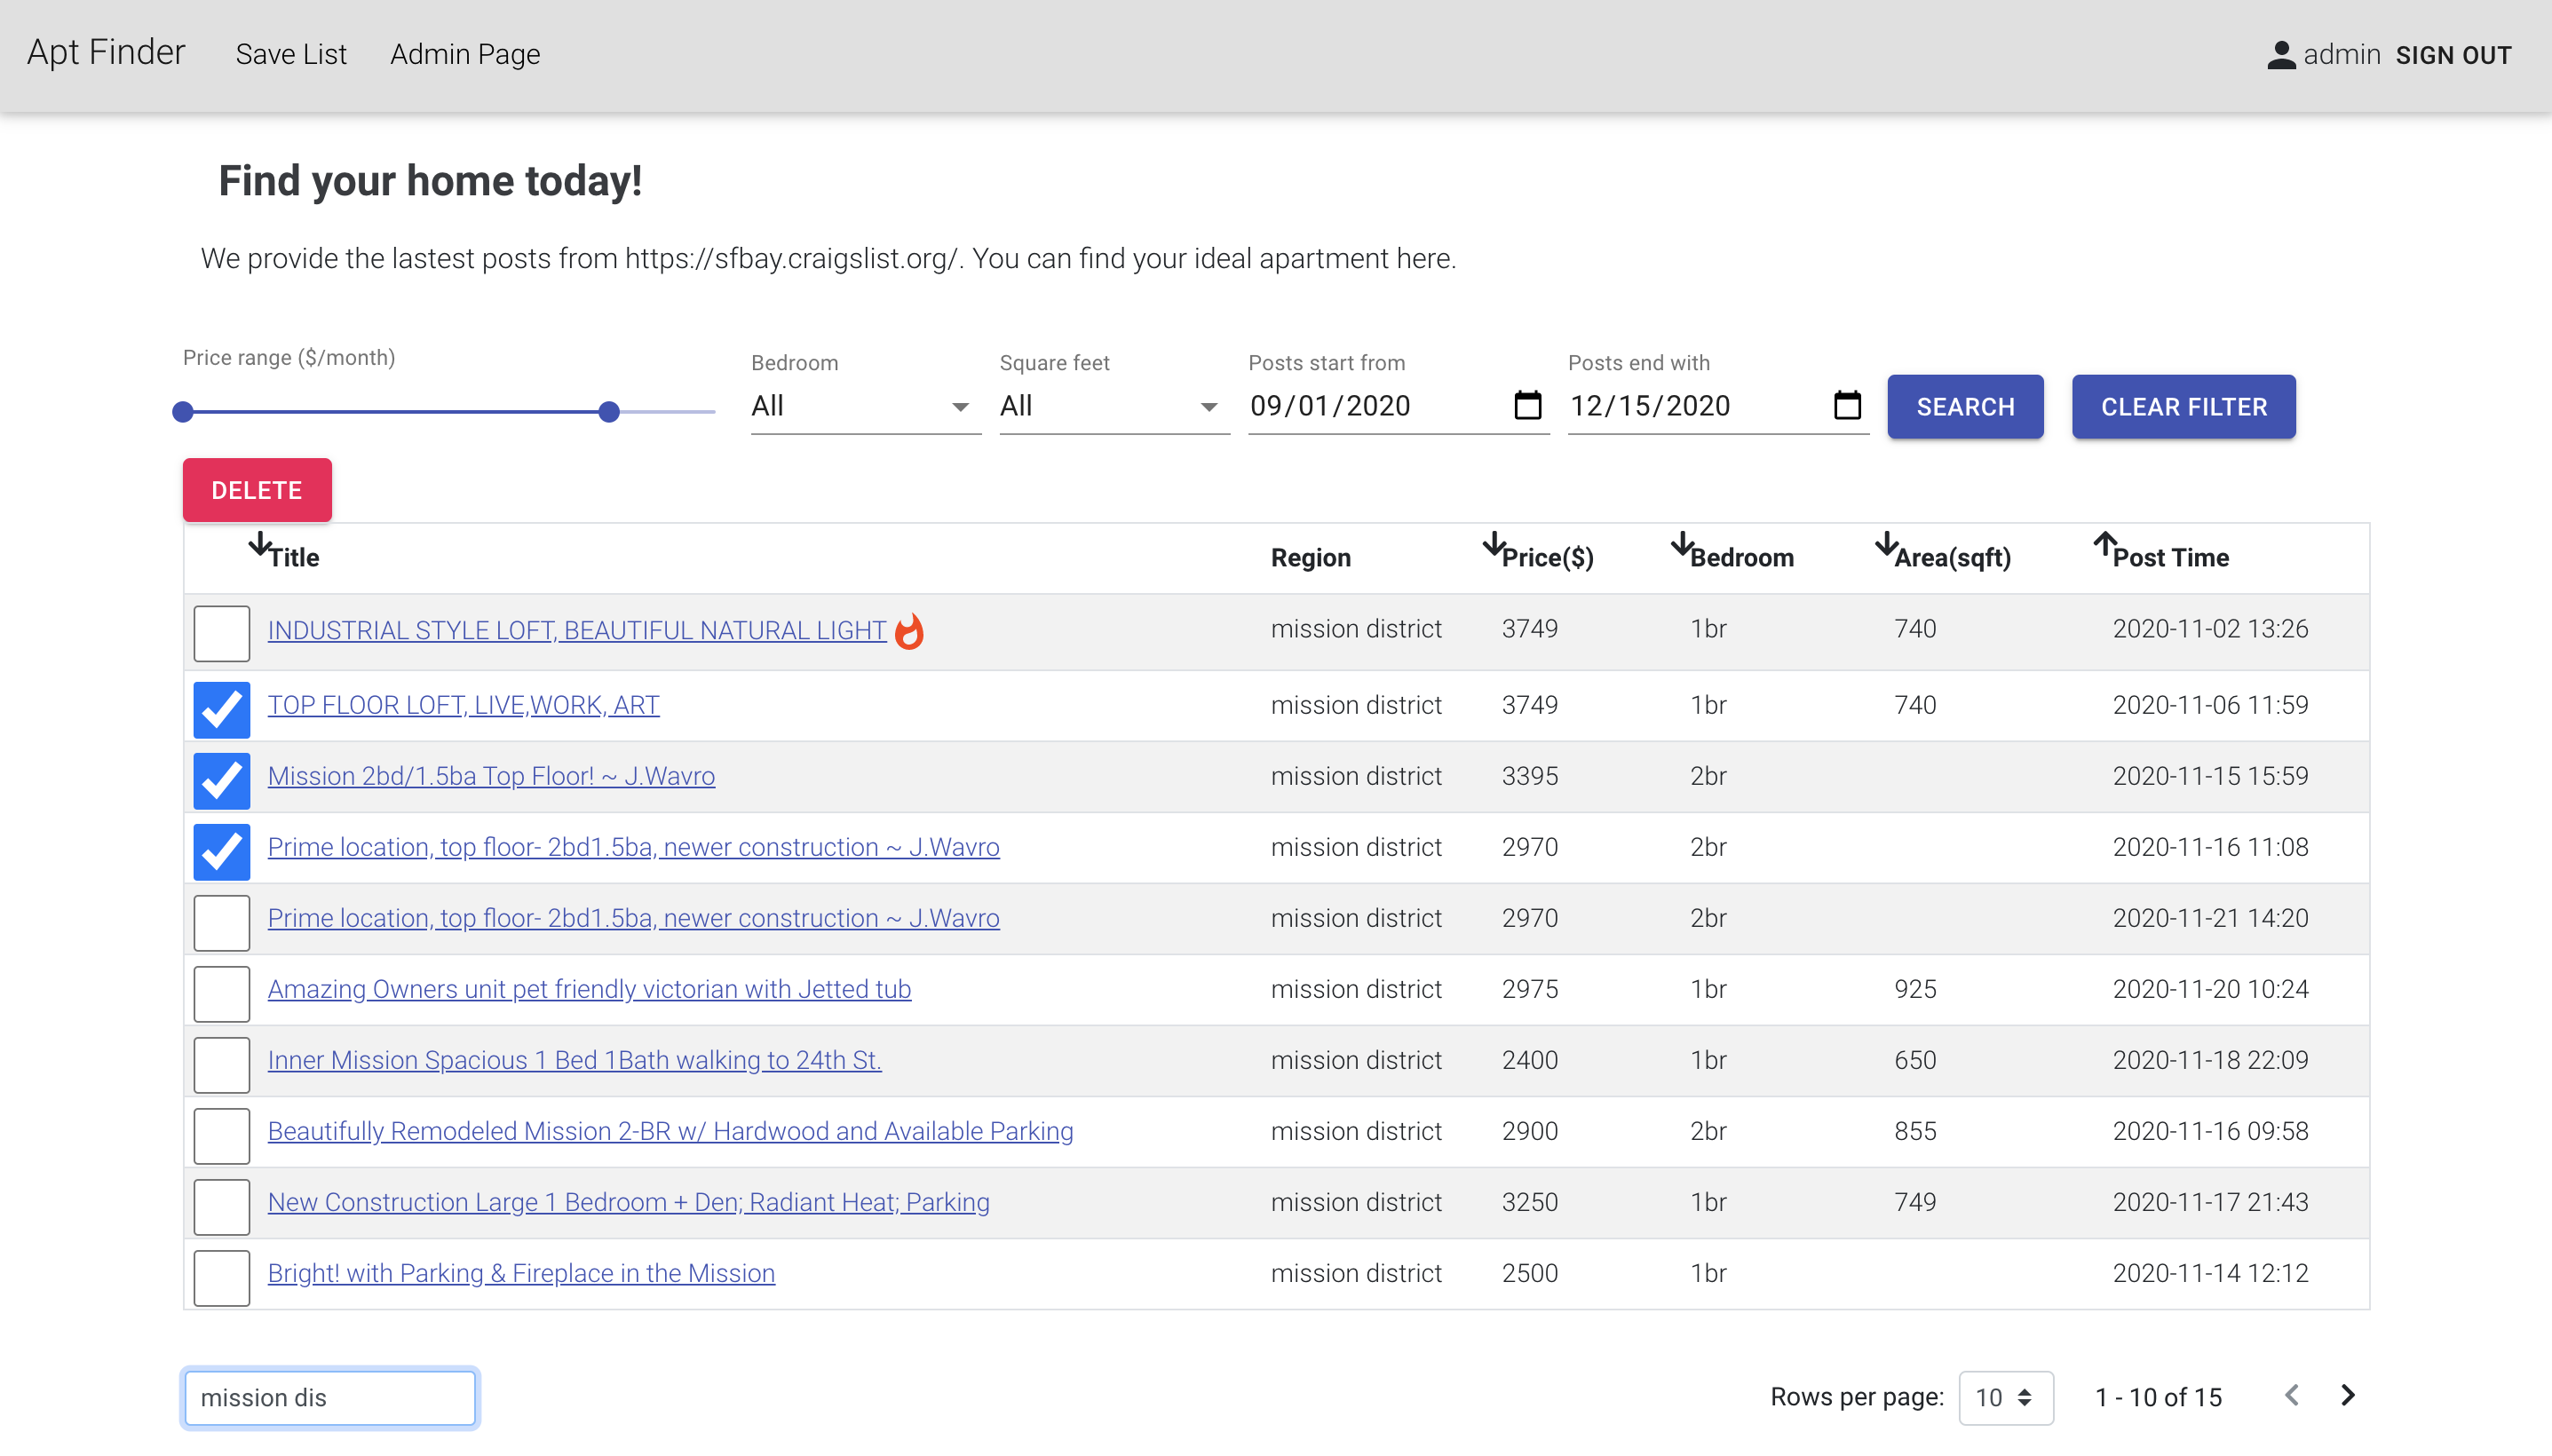 Apt Finder Save List Admin Page admin SIGN OUT
Find your home today!
We provide the lastest posts from https://sfbay.craigslist.org/. You can find your ideal apartment here.
Price range ($/month) Bedroom Square feet Posts start from Posts end with
All All 09/01/2020 12/15/2020 SEARCH CLEAR FILTER
DELETE
Title Region Price($) Bedroom Area(sqft) Post Time
INDUSTRIAL STYLE LOFT, BEAUTIFUL NATURAL LIGHT mission district 3749 1br 740 2020-11-02 13:26
TOP FLOOR LOFT, LIVE,WORK, ART mission district 3749 1br 740 2020-11-06 11:59
Mission 2bd/1.5ba Top Floor! ~ J.Wavro mission district 3395 2br 2020-11-15 15:59
Prime location, top floor- 2bd1.5ba, newer construction ~ J.Wavro mission district 2970 2br 2020-11-16 11:08
Prime location, top floor- 2bd1.5ba, newer construction ~ J.Wavro mission district 2970 2br 2020-11-21 14:20
Amazing Owners unit pet friendly victorian with Jetted tub mission district 2975 1br 925 2020-11-20 10:24
Inner Mission Spacious 1 Bed 1Bath walking to 24th St. mission district 2400 1br 650 2020-11-18 22:09
Beautifully Remodeled Mission 2-BR w/ Hardwood and Available Parking mission district 2900 2br 855 2020-11-16 09:58
New Construction Large 1 Bedroom + Den; Radiant Heat; Parking mission district 3250 1br 749 2020-11-17 21:43
Bright! with Parking & Fireplace in the Mission mission district 2500 1br 2020-11-14 12:12
mission dis Rows per page: 10 1 - 10 of 15